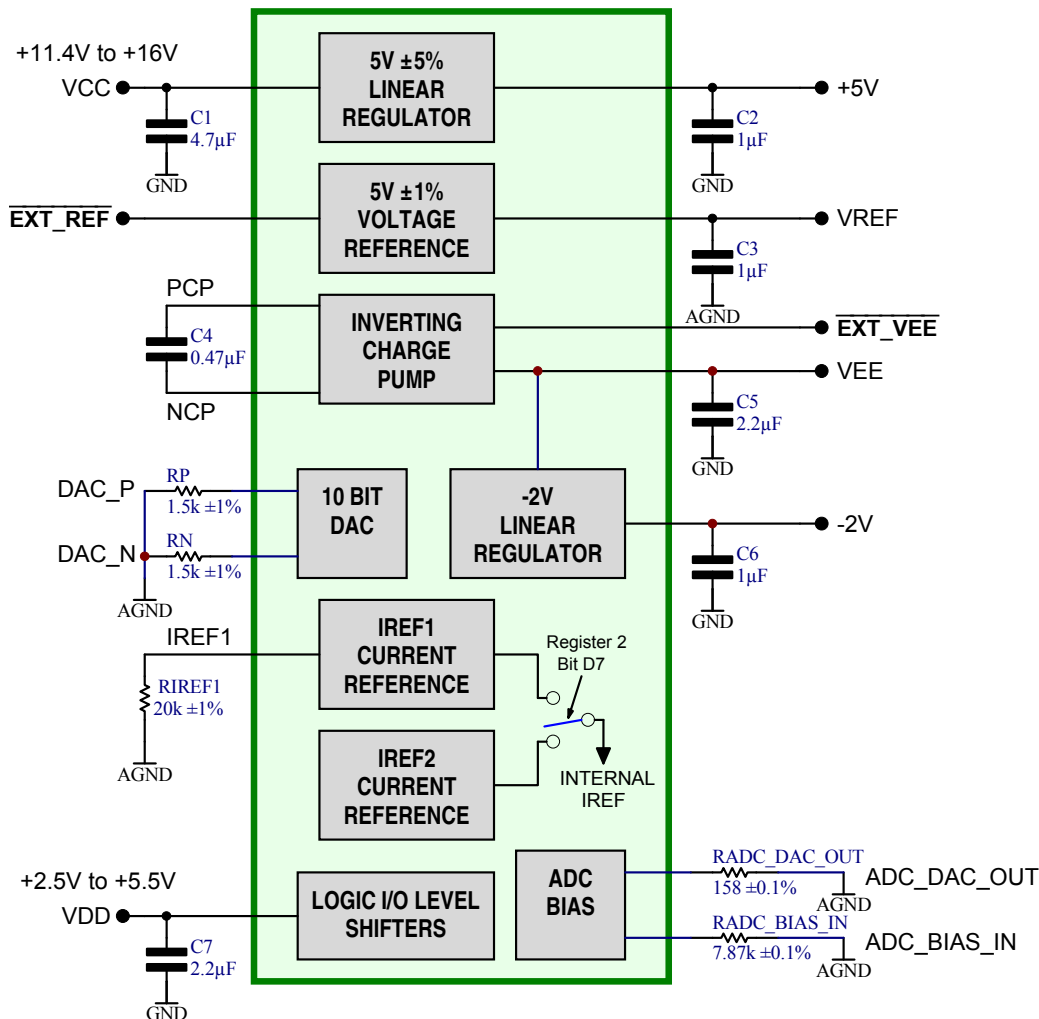 +11.4V to +16V
VCC
C1
4.7µF
GND
5V ±5%
LINEAR
REGULATOR
+5V
C2
1µF
GND
EXT_REF
5V ±1%
VOLTAGE
REFERENCE
VREF
C3
1µF
AGND
PCP
C4
0.47µF
NCP
INVERTING
CHARGE
PUMP
EXT_VEE
VEE
C5
2.2µF
GND
DAC_P
RP
1.5k ±1%
DAC_N
RN
1.5k ±1%
AGND
10 BIT
DAC
-2V
LINEAR
REGULATOR
-2V
C6
1µF
GND
IREF1
RIREF1
20k ±1%
AGND
IREF1
CURRENT
REFERENCE
Register 2
Bit D7
IREF2
CURRENT
REFERENCE
INTERNAL
IREF
+2.5V to +5.5V
VDD
C7
2.2µF
GND
LOGIC I/O LEVEL
SHIFTERS
ADC
BIAS
RADC_DAC_OUT
158 ±0.1%
AGND
ADC_DAC_OUT
RADC_BIAS_IN
7.87k ±0.1%
AGND
ADC_BIAS_IN